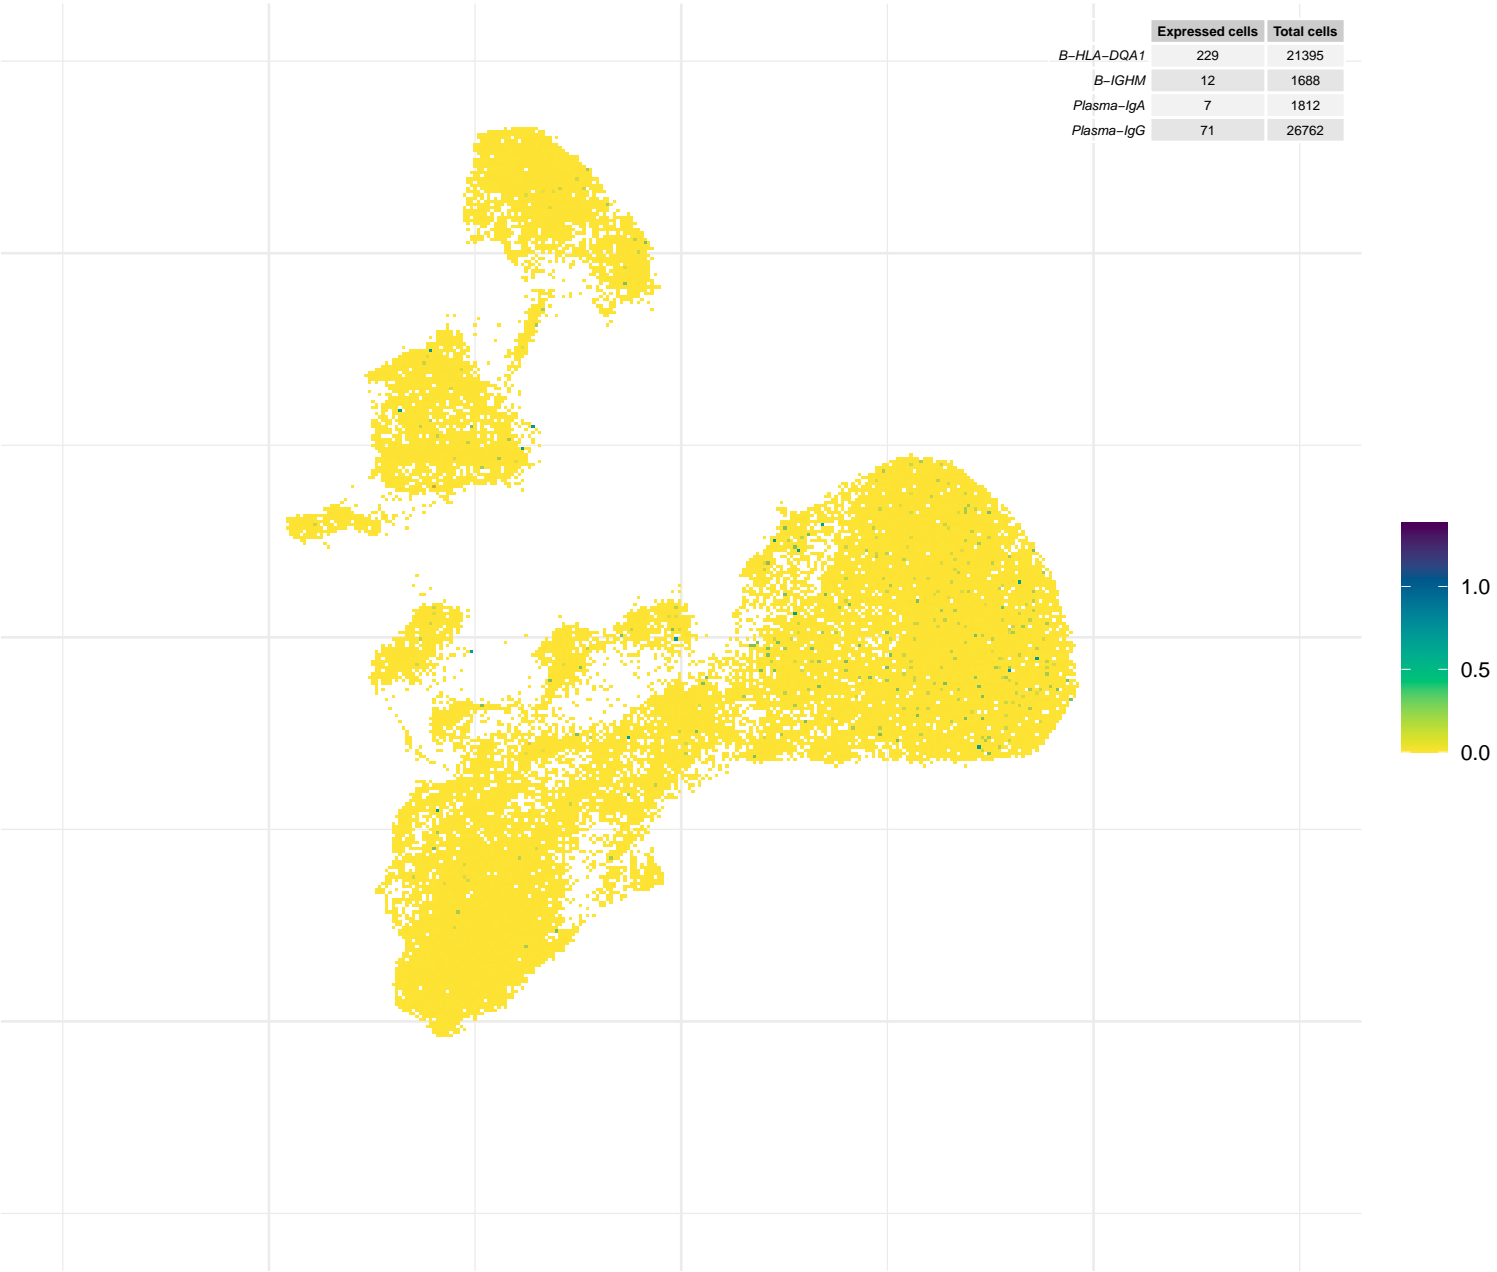 Expressed cells Total cells
B−HLA−DQA1 229 21395
B−IGHM 12 1688
Plasma−IgA 7 1812
Plasma−IgG 71 26762
1.0
0.5
0.0